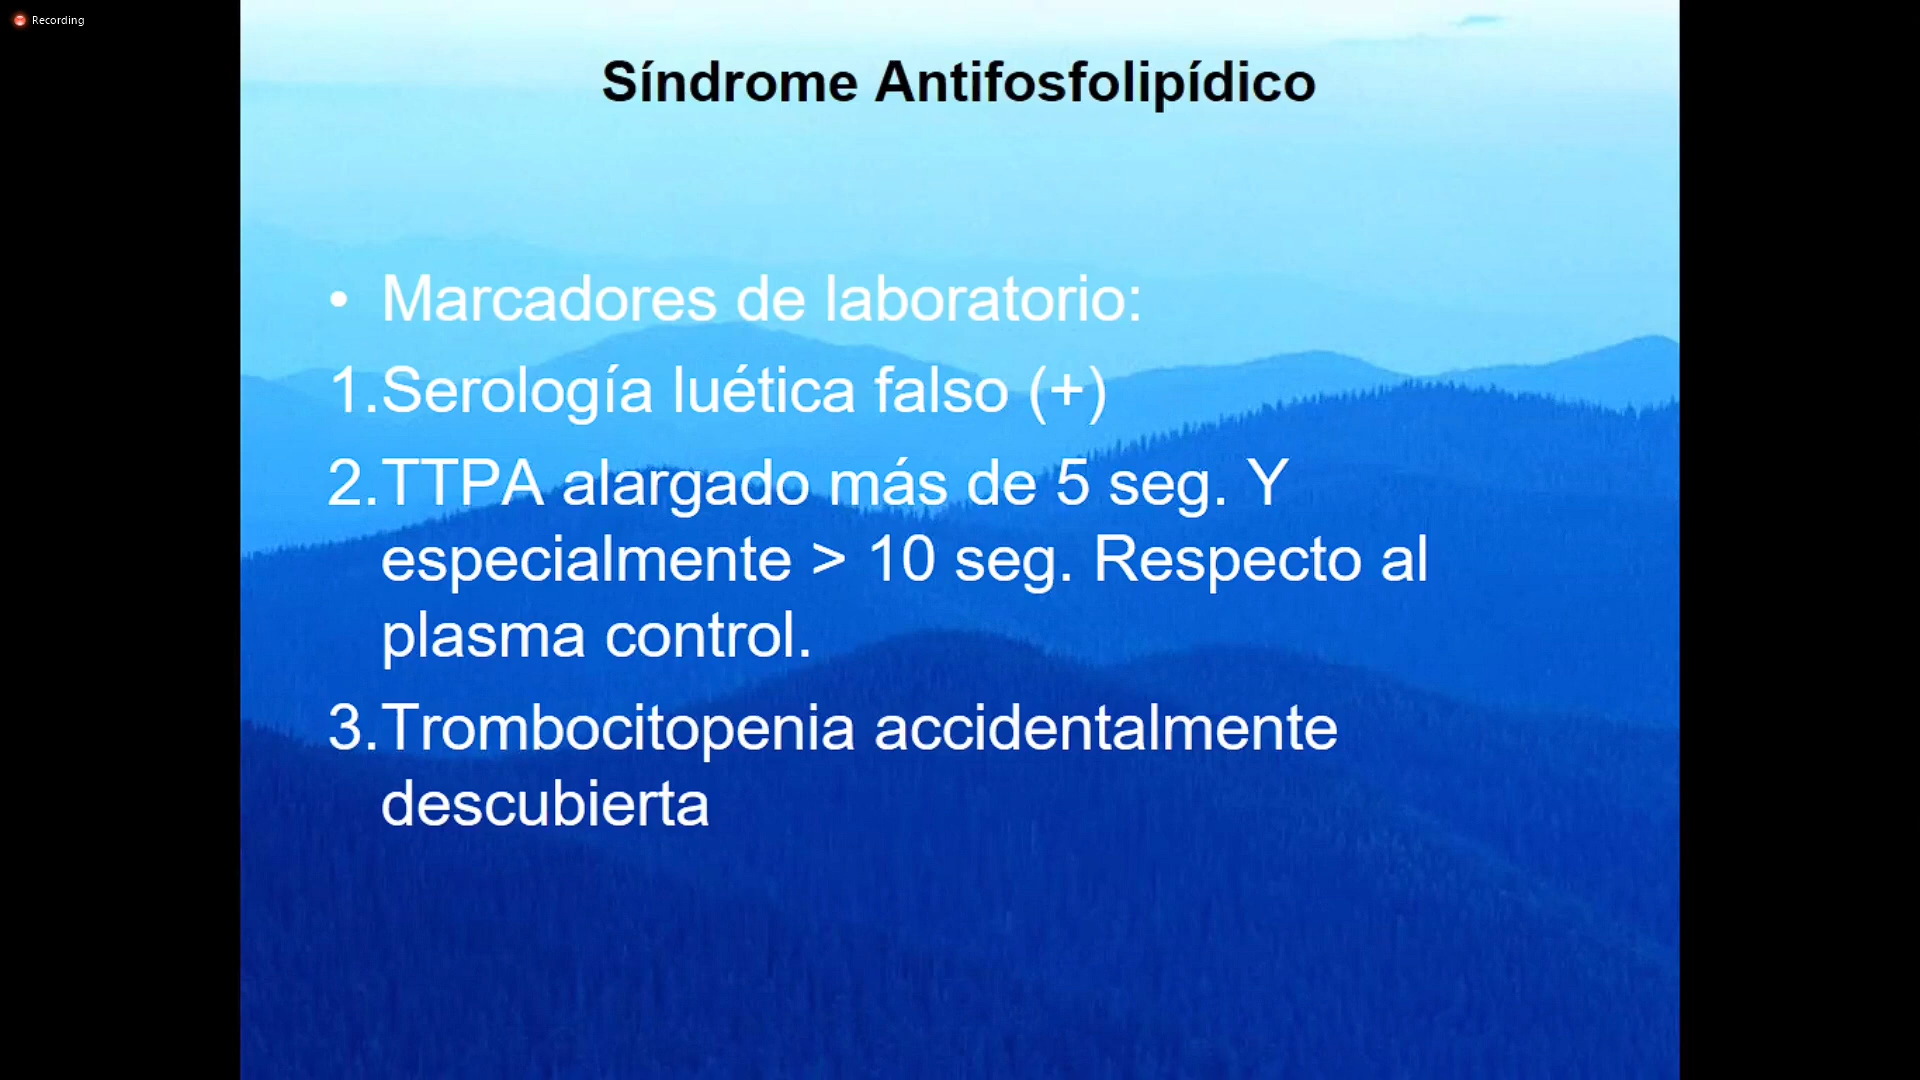 Recording
Síndrome Antifosfolipídico
• Marcadores de laboratorio:
1.Serología luética falso (+)
2.TTPA alargado más de 5 seg. Y
especialmente > 10 seg. Respecto al
plasma control.
3.Trombocitopenia accidentalmente
descubierta